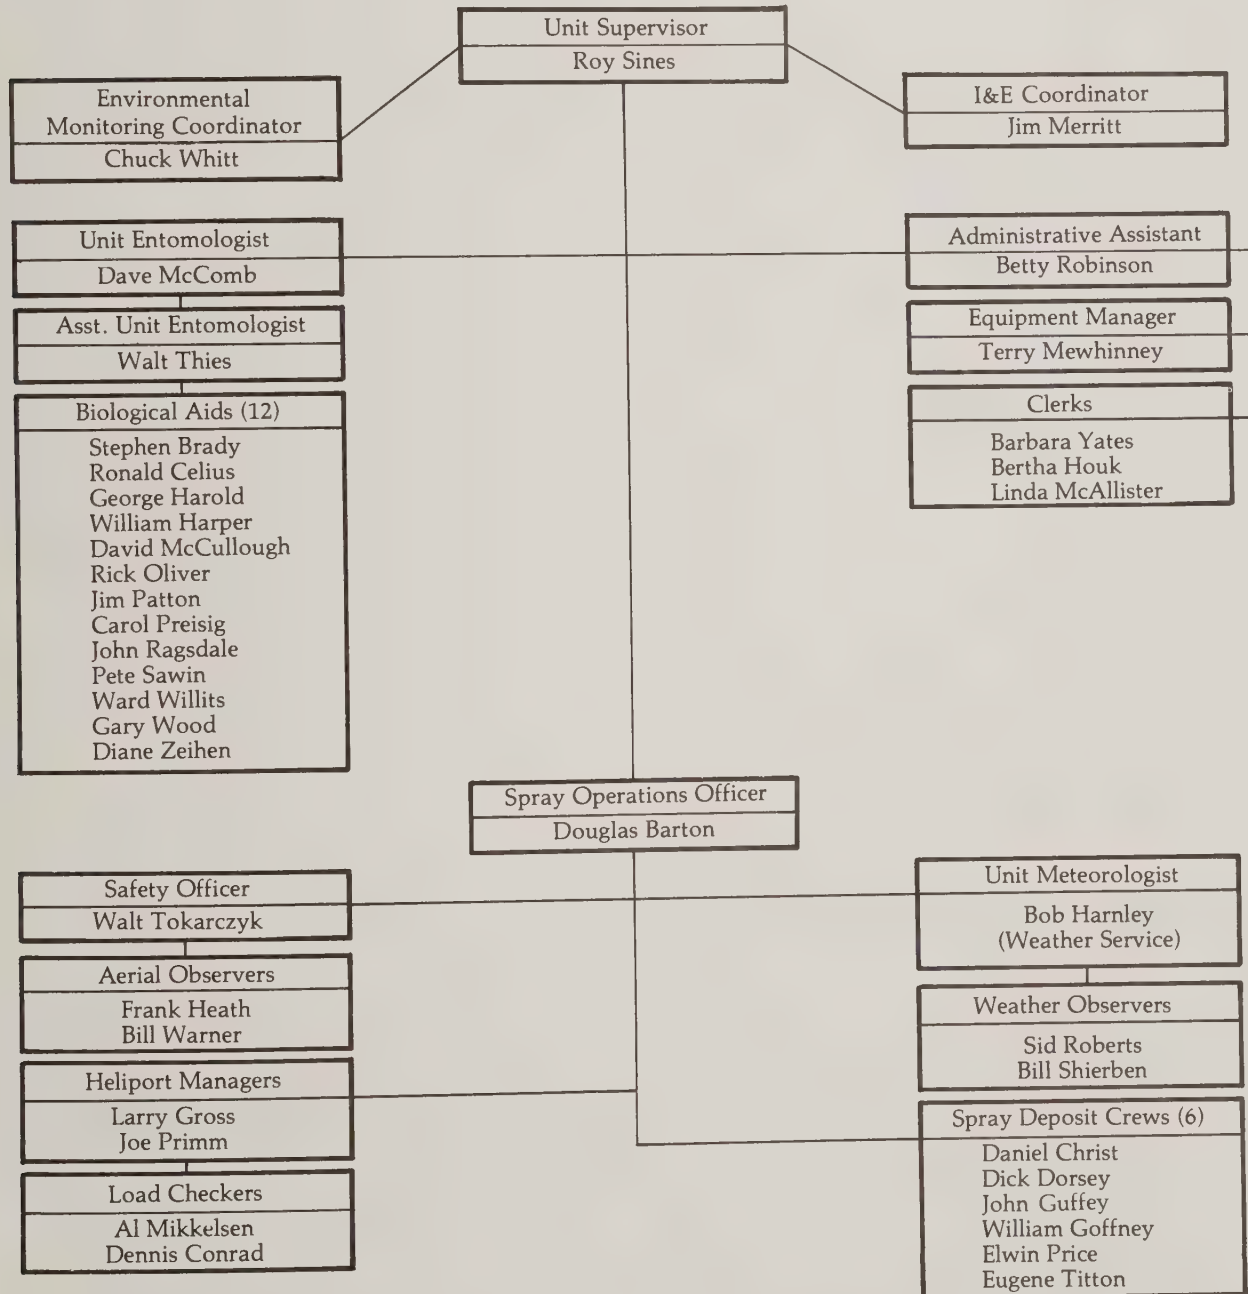 Unit Supervisor
Roy Sines
Environmental
Monitoring Coordinator
Chuck Whitt
I&E Coordinator
Jim Merritt
Unit Entomologist
Dave McComb
Asst. Unit Entomologist
Walt Thies
Biological Aids (12)
Stephen Brady
Ronald Celius
George Harold
William Harper
David McCullough
Rick Oliver
Jim Patton
Carol Preisig
John Ragsdale
Pete Sawin
Ward Willits
Gary Wood
Diane Zeihen
Administrative Assistant
Betty Robinson
Equipment Manager
Terry Mewhinney
Clerks
Barbara Yates
Bertha Houk
Linda McAllister
Spray Operations Officer
Douglas Barton
Safety Officer
Walt Tokarczyk
Aerial Observers
Frank Heath
Bill Warner
Heliport Managers
Larry Gross
Joe Primm
Load Checkers
Al Mikkelsen
Dennis Conrad
Unit Meteorologist
Bob Harnley
(Weather Service)
Weather Observers
Sid Roberts
Bill Shierben
Spray Deposit Crews (6)
Daniel Christ
Dick Dorsey
John Guffey
William Goffney
Elwin Price
Eugene Titton